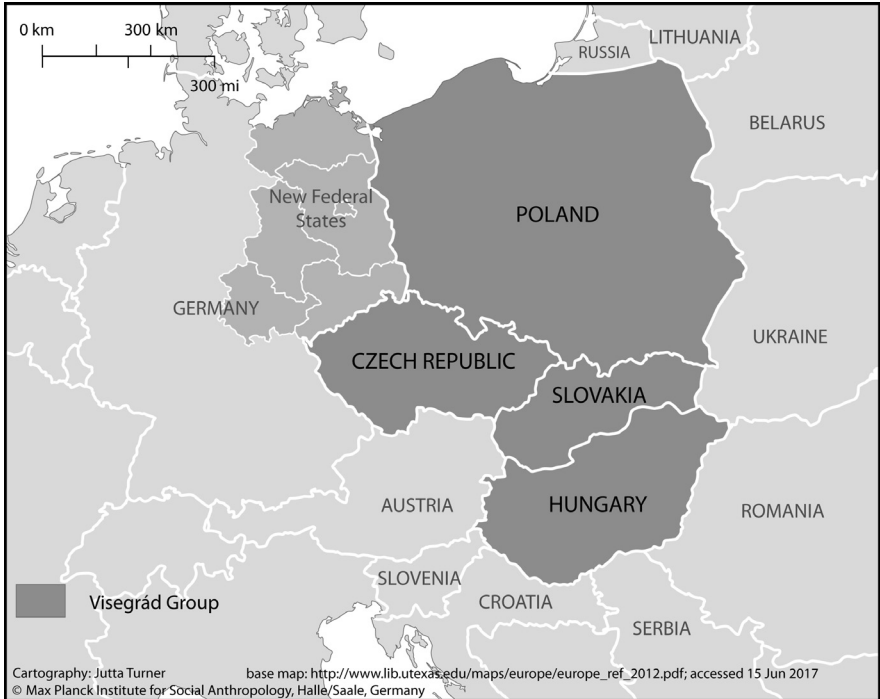 0 km 300 km
300 mi
RUSSIA
LITHUANIA
BELARUS
New Federal
States
POLAND
GERMANY
UKRAINE
CZECH REPUBLIC
SLOVAKIA
AUSTRIA
HUNGARY
ROMANIA
SLOVENIA
CROATIA
SERBIA
Visegrád Group
Cartography: Jutta Turner base map: http://www.lib.utexas.edu/maps/europe/europe_ref_2012.pdf; accessed 15 Jun 2017
© Max Planck Institute for Social Anthropology, Halle/Saale, Germany